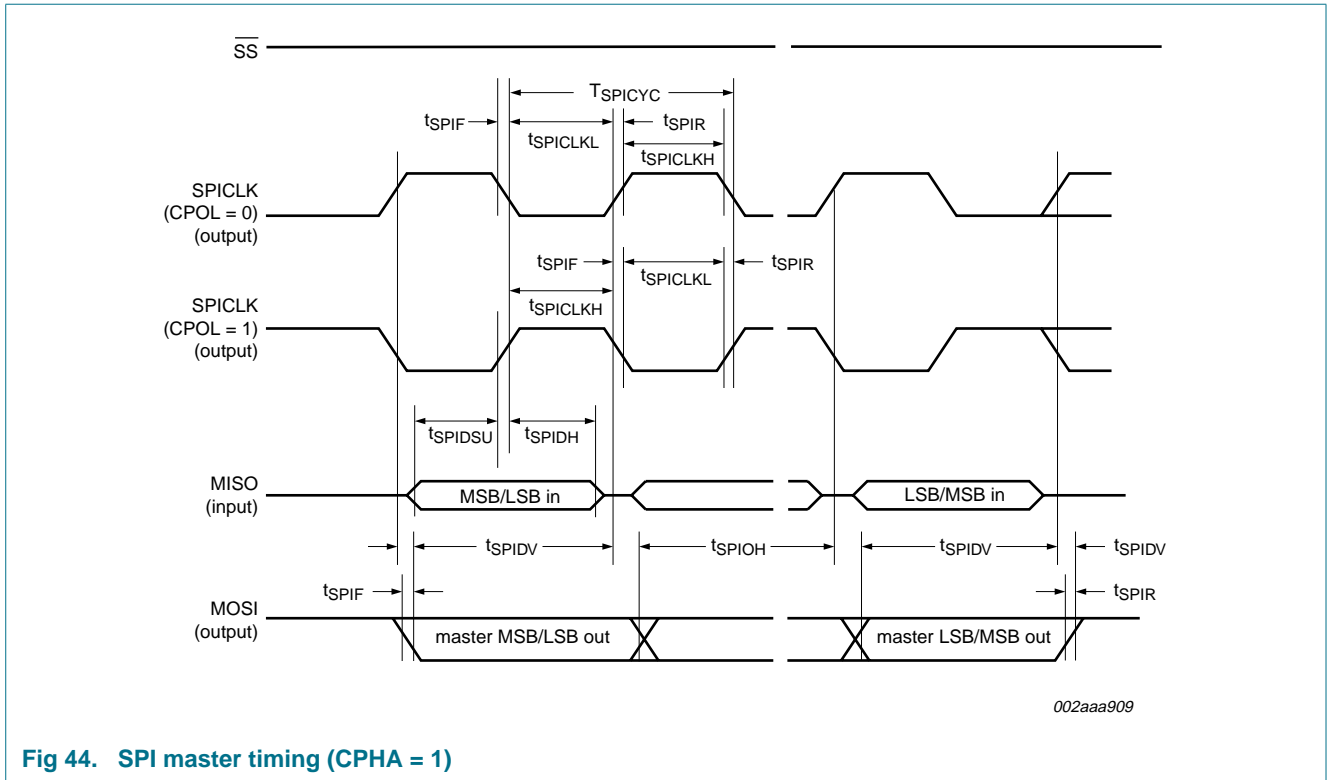 SS
TSPICYC
tSPIF
tSPIR
tSPICLKL
tSPICLKH
SPICLK
(CPOL = 0)
(output)
tSPIF
tSPIR
tSPICLKL
tSPICLKH
SPICLK
(CPOL = 1)
(output)
tSPIDSU
tSPIDH
MISO
(input)
MSB/LSB in
LSB/MSB in
tSPIDV
tSPIOH
tSPIDV
tSPIDV
tSPIF
tSPIR
MOSI
(output)
master MSB/LSB out
master LSB/MSB out
002aaa909
Fig 44. SPI master timing (CPHA = 1)